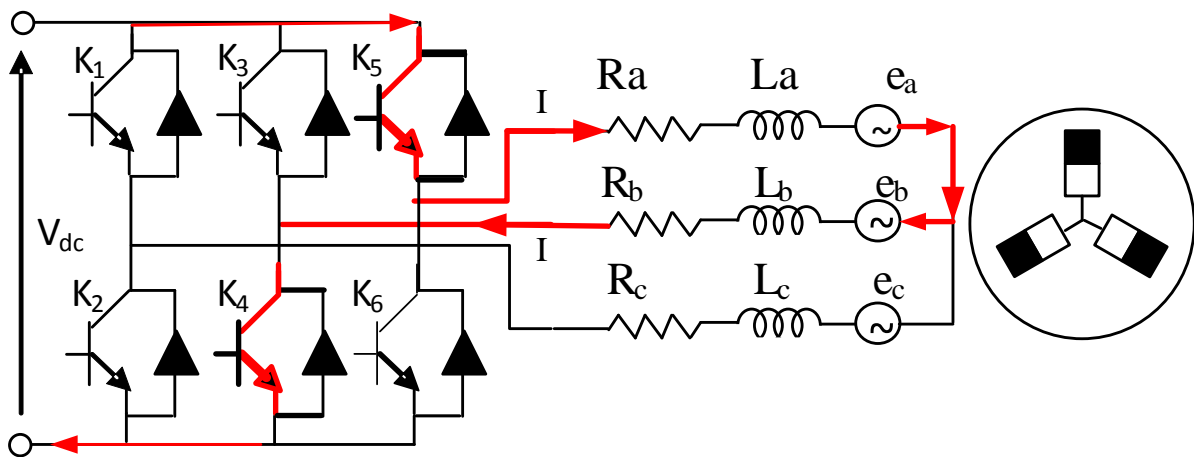 K1 K3 K5
I Ra La ea
Rb Lb eb
Vdc
I
K2 K4 K6
Rc Lc ec